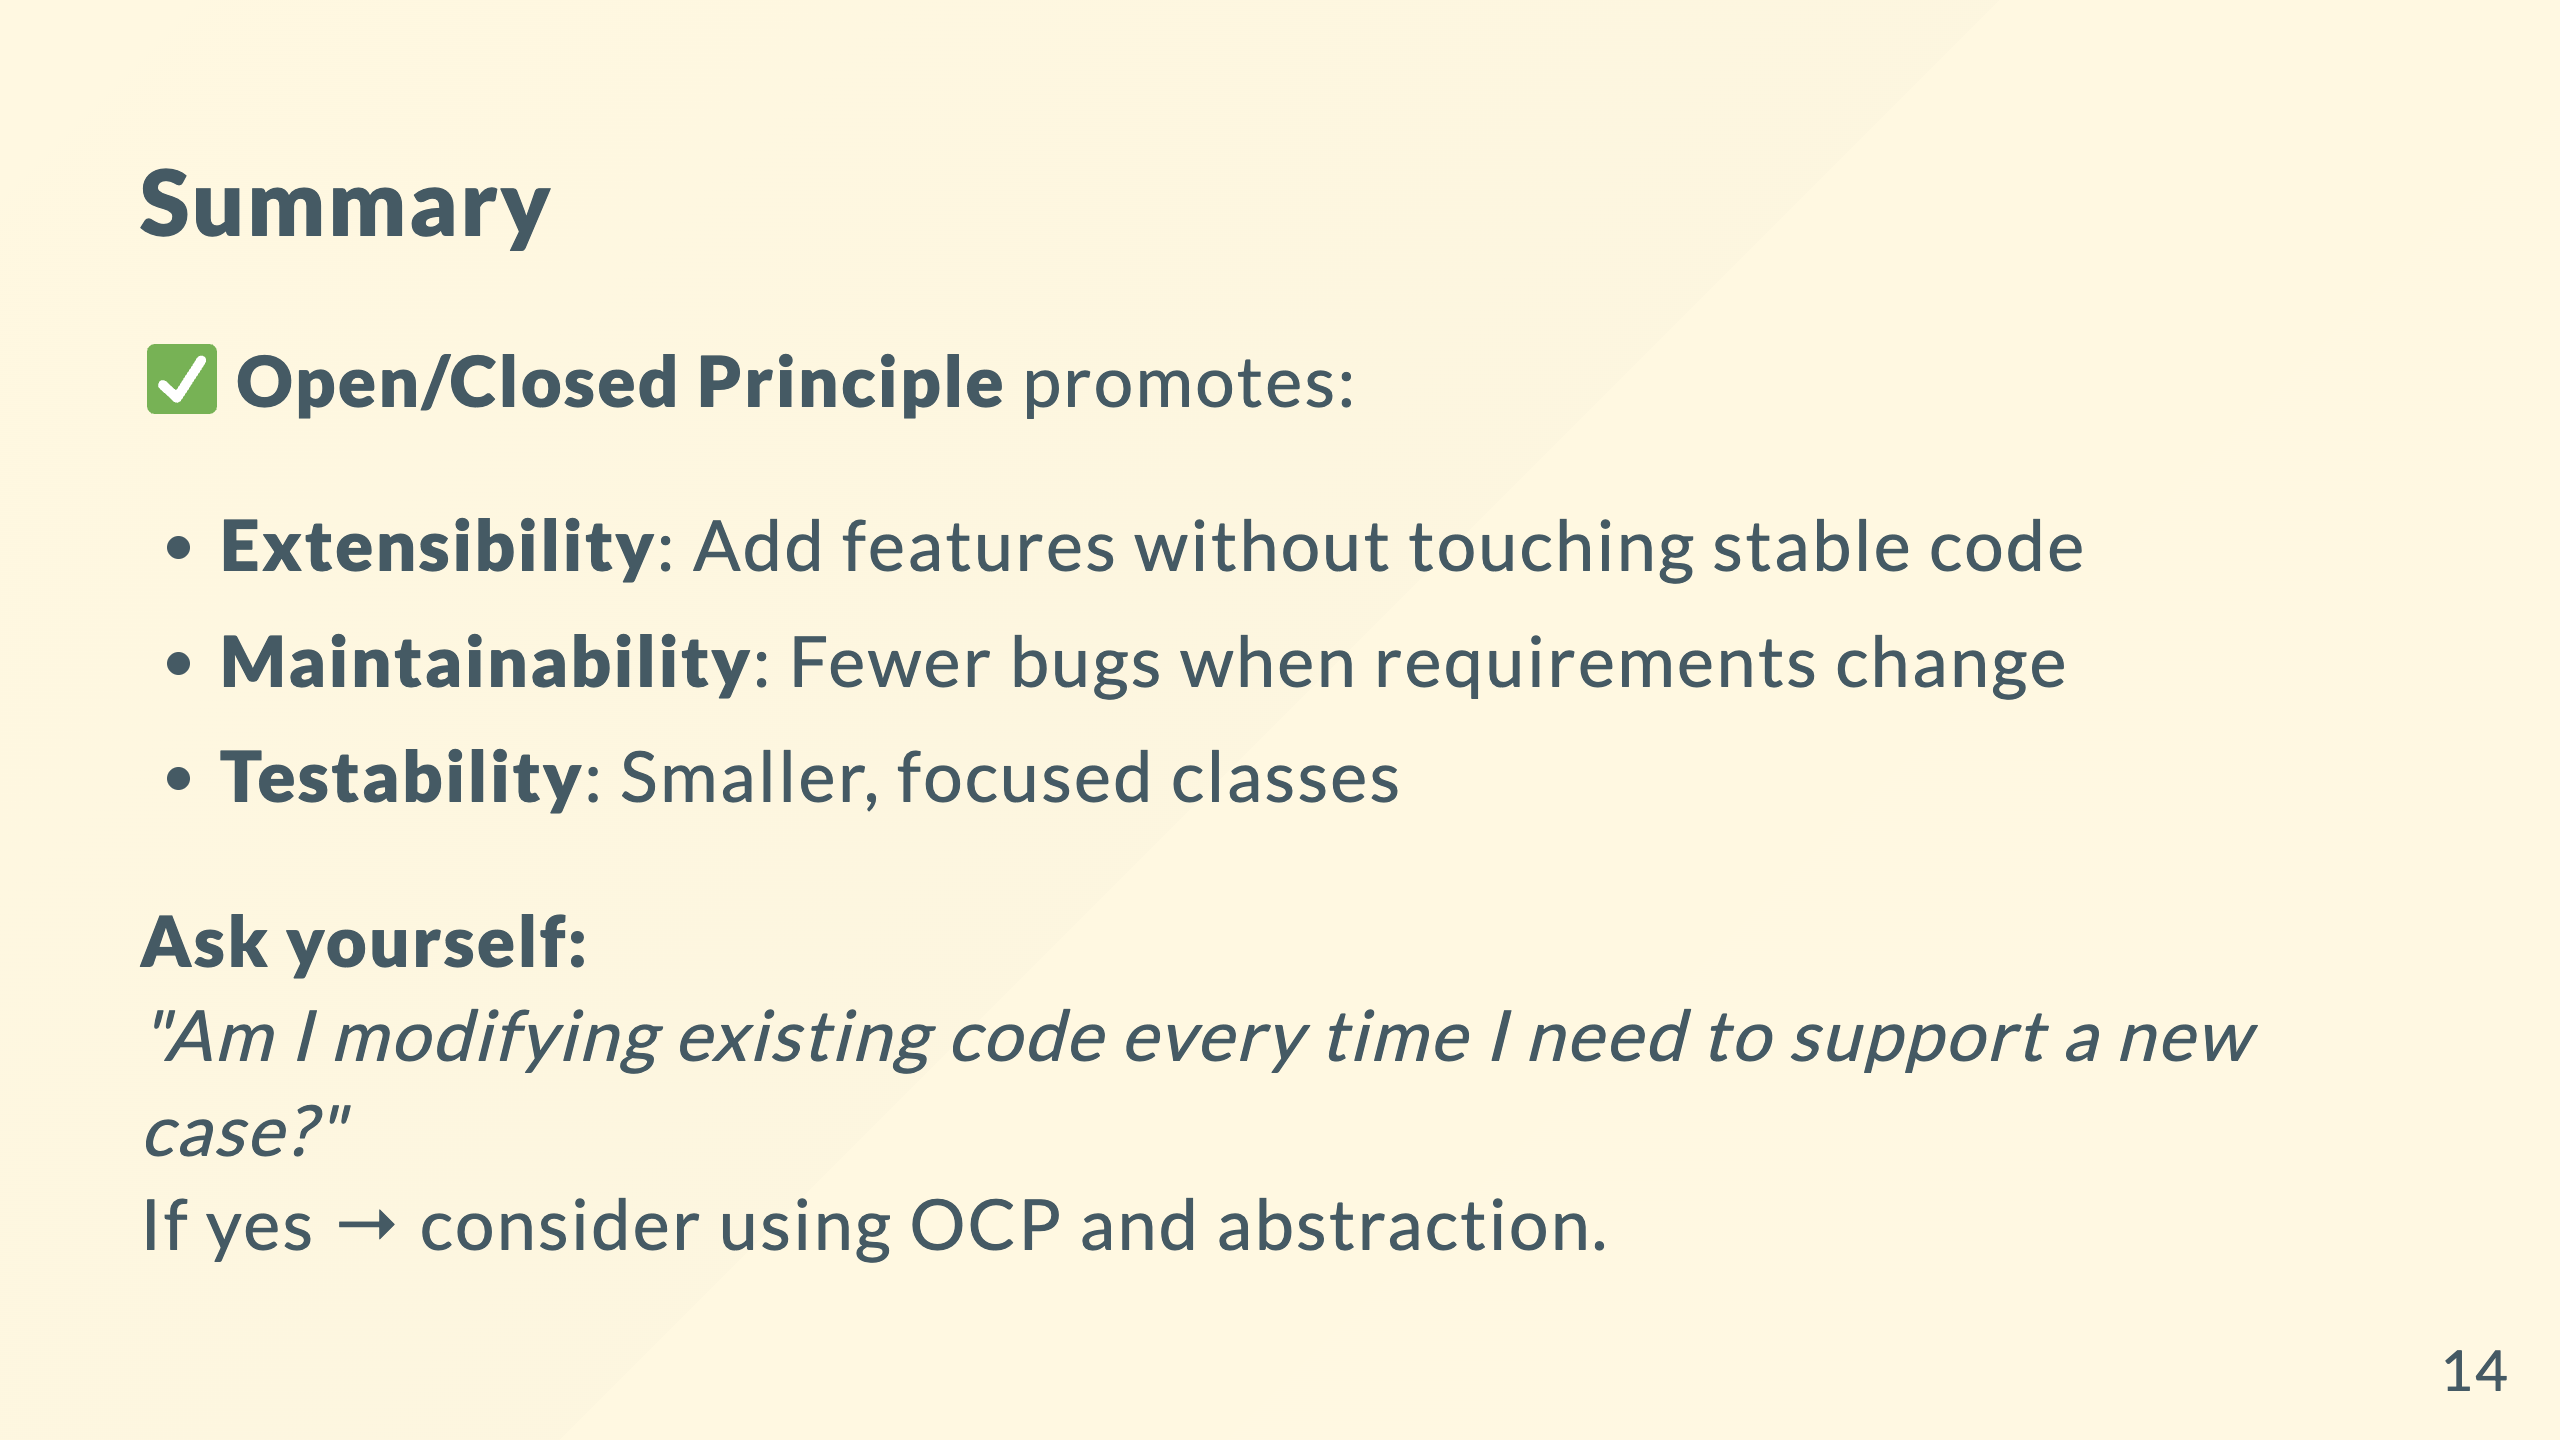 Summary
✅ Open/Closed Principle promotes:
• Extensibility: Add features without touching stable code
• Maintainability: Fewer bugs when requirements change
• Testability: Smaller, focused classes
Ask yourself:
"Am I modifying existing code every time I need to support a new
case?"
If yes → consider using OCP and abstraction.
14